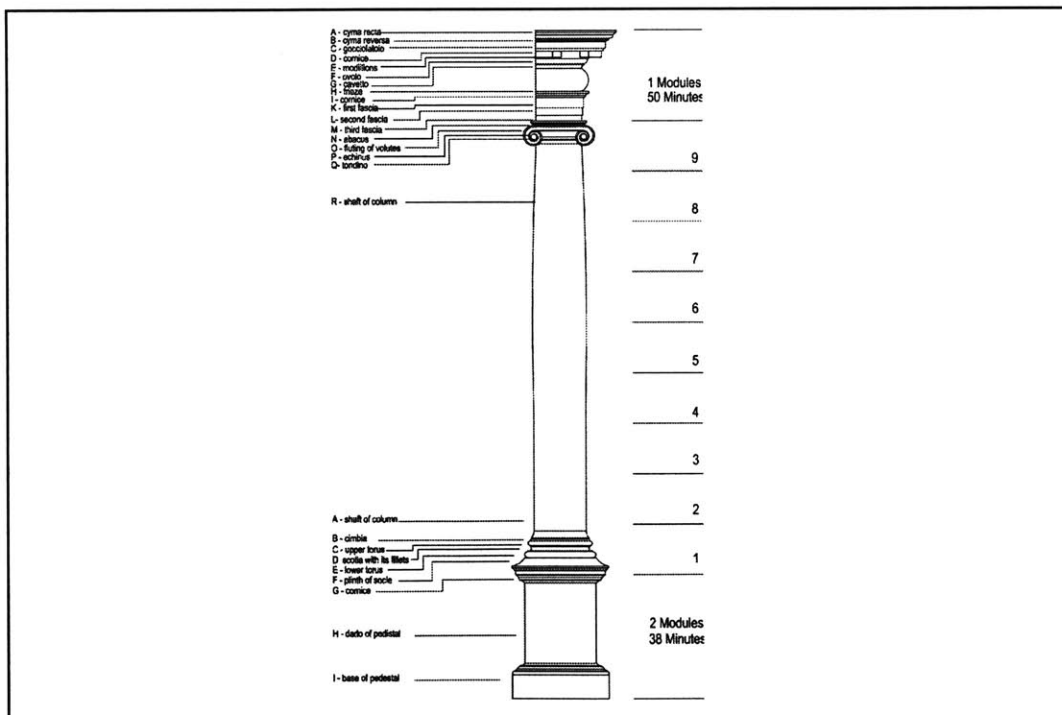 A - cyma recta
B - cyma reversa
C - gocciolatoio
D - cornice
E - modillions
F - ovolo
G - cavetto
H - frieze
I - cornice
K - first fascia
L - second fascia
M - third fascia
N - abacus
O - fluting of volutes
P - echinus
Q - tondino
R - shaft of column
A - shaft of column
B - cimbia
C - upper torus
D scotia with its fillets
E - lower torus
F - plinth of socle
G - cornice
H - dado of pedistal
I - base of pedestal
1 Modules
50 Minutes
9
8
7
6
5
4
3
2
1
2 Modules
38 Minutes